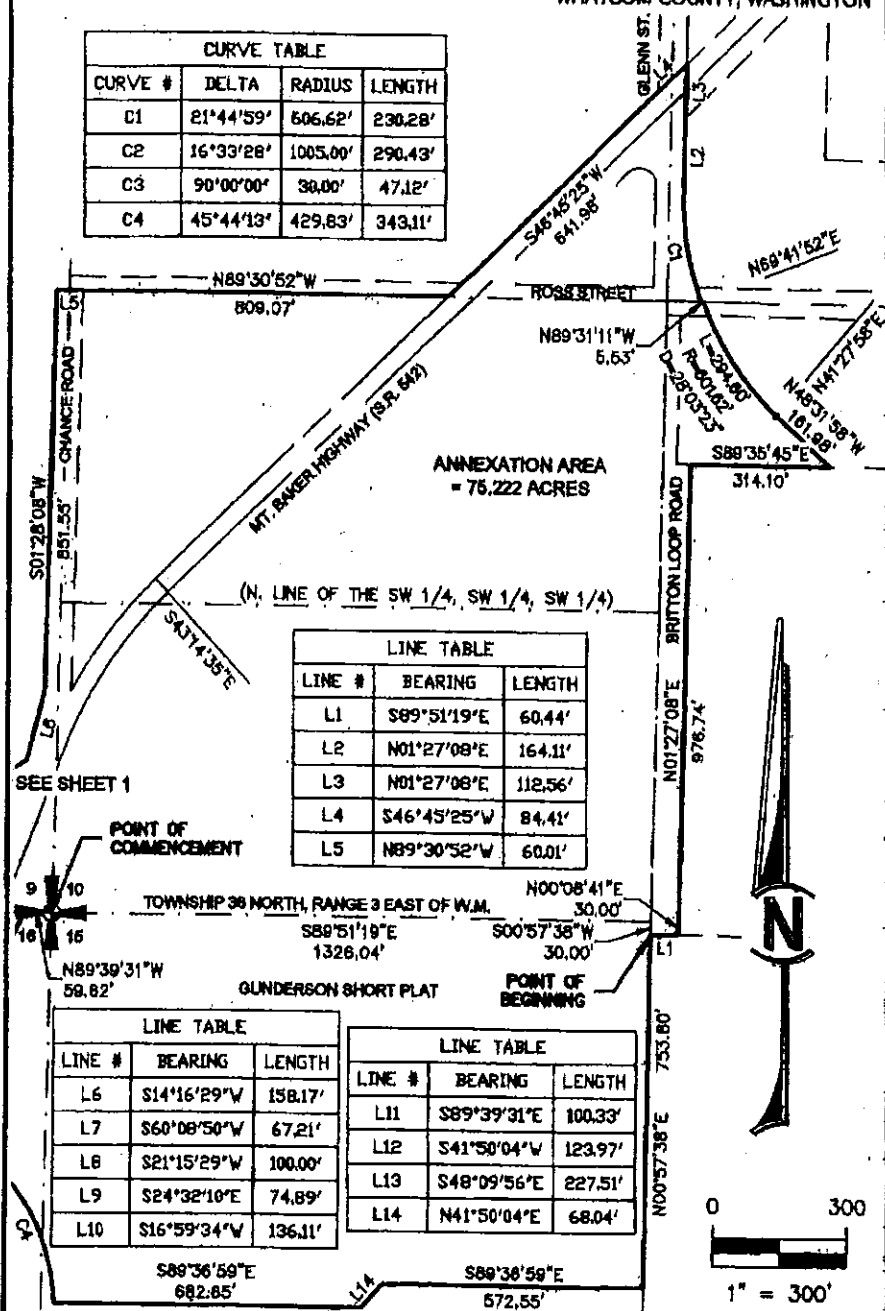 WHATCOM COUNTY, WASHINGTON
CURVE TABLE
CURVE # DELTA RADIUS LENGTH
C1 21°44'59" 606.62' 230.28'
C2 16°33'28" 1005.00' 290.43'
C3 90°00'00" 30.00' 47.12'
C4 45°44'13" 429.83' 343.11'
GLENN ST.
L4
L3
L2
S46°45'25"W
641.98'
C1
N69°41'52"E
N89°30'52"W
809.07'
L5
ROSS STREET
N89°31'11"W
5.53'
L=294.60'
R=601.62'
D=28°03'23"
N41°27'58"E
N48°31'58"W
161.98'
CHANCE ROAD
S01°28'08"W
851.55'
MT. BAKER HIGHWAY (S.R. 542)
ANNEXATION AREA
= 75.222 ACRES
S89°35'45"E
314.10'
BRITTON LOOP ROAD
(N. LINE OF THE SW 1/4, SW 1/4, SW 1/4)
S43°14'35"E
LINE TABLE
LINE # BEARING LENGTH
L1 S89°51'19"E 60.44'
L2 N01°27'08"E 164.11'
L3 N01°27'08"E 112.56'
L4 S46°45'25"W 84.41'
L5 N89°30'52"W 60.01'
N01°27'08"E
976.74'
L6
SEE SHEET 1
POINT OF
COMMENCEMENT
9 10
16 15
TOWNSHIP 38 NORTH, RANGE 3 EAST OF W.M.
S89°51'19"E
1326.04'
N00°08'41"E
30.00'
S00°57'38"W
30.00'
L1
N
N89°39'31"W
59.82'
GUNDERSON SHORT PLAT
POINT OF
BEGINNING
LINE TABLE
LINE # BEARING LENGTH
L6 S14°16'29"W 158.17'
L7 S60°08'50"W 67.21'
L8 S21°15'29"W 100.00'
L9 S24°32'10"E 74.89'
L10 S16°59'34"W 136.11'
LINE TABLE
LINE # BEARING LENGTH
L11 S89°39'31"E 100.33'
L12 S41°50'04"W 123.97'
L13 S48°09'56"E 227.51'
L14 N41°50'04"E 68.04'
N00°57'38"E
753.80'
C4
S89°36'59"E
682.65'
L14
S89°36'59"E
572.55'
0 300
1" = 300'